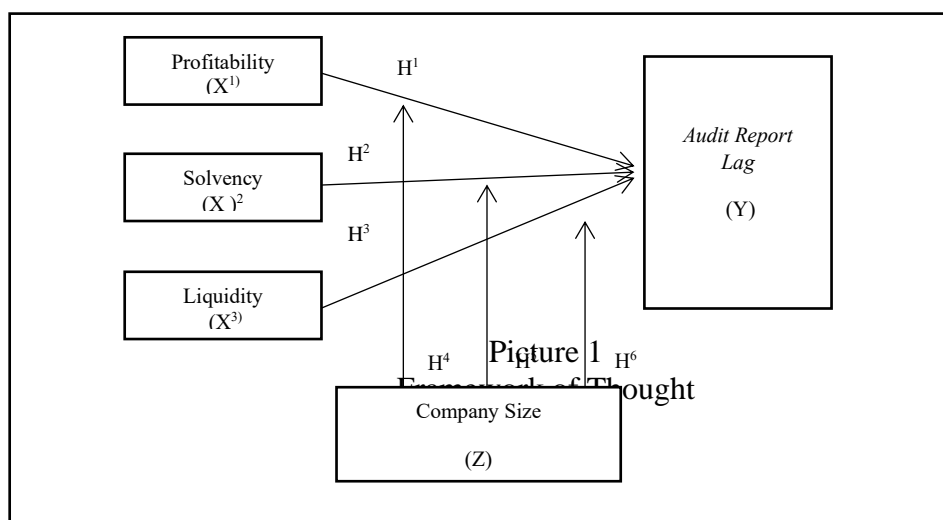 Profitability
(X¹⁾
H¹
Audit Report
Lag
(Y)
H²
Solvency
(X )²
H³
Liquidity
(X³⁾
Picture 1
H⁴
H⁶
Framework of Thought
Company Size
(Z)